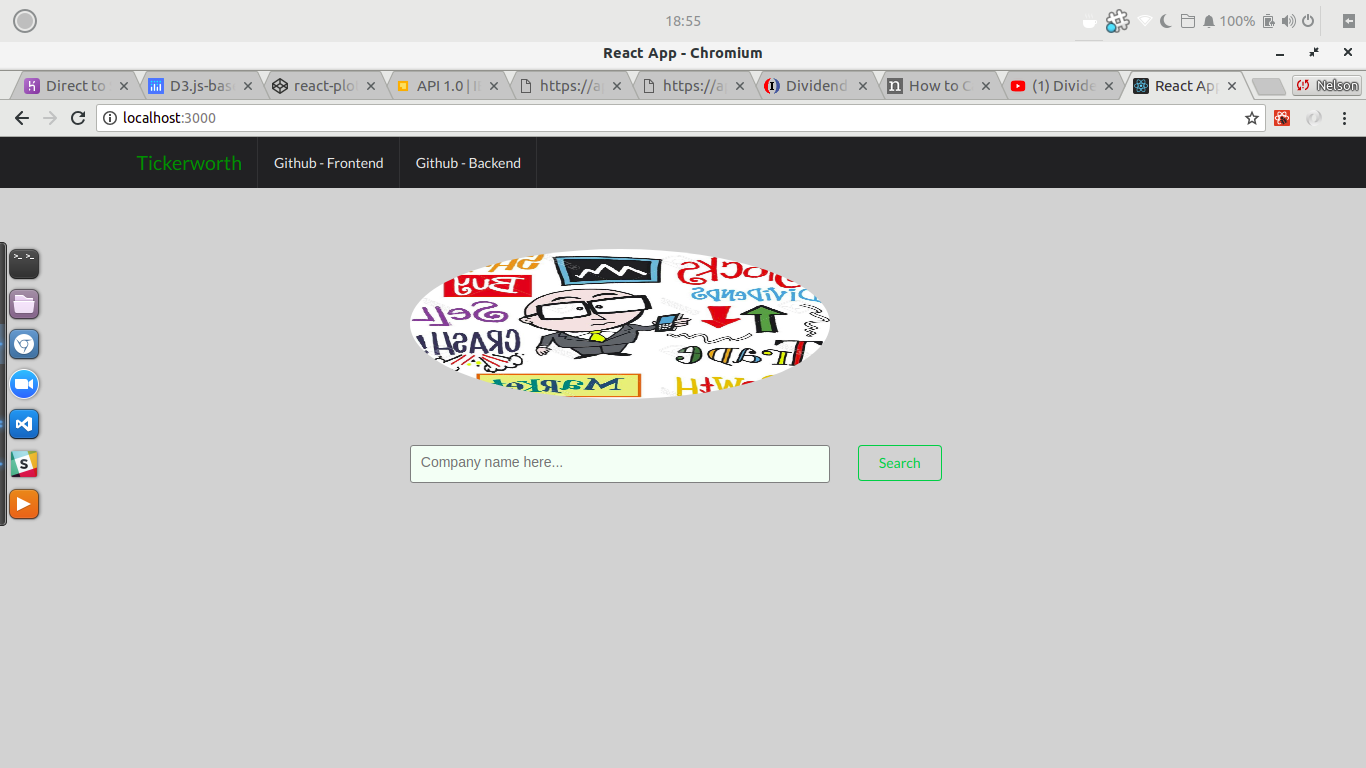 18:55
100%
React App - Chromium
Direct to
D3.js-bas
react-plo
API 1.0 | I
https://a
https://a
Dividend
How to C
(1) Divide
React App
Nelson
localhost:3000
Tickerworth
Github - Frontend
Github - Backend
Buy
Stocks
Dividends
Sell
CRASH!
Trade
Market
Company name here...
Search